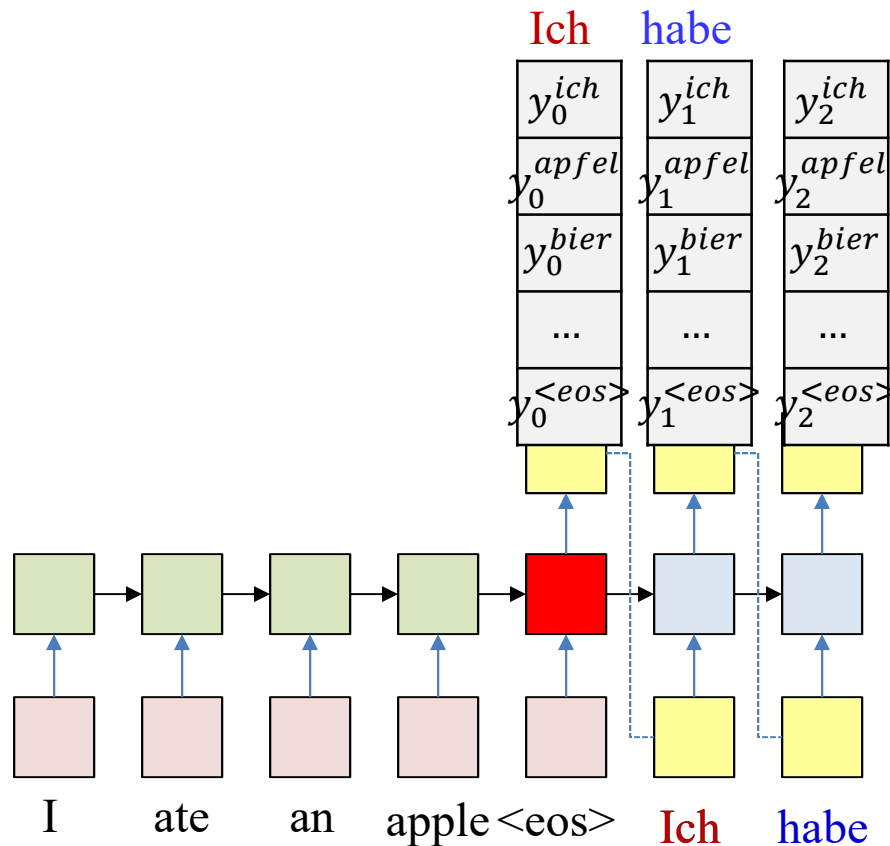 Ich habe
y_0^{ich} y_1^{ich} y_2^{ich}
y_0^{apfel} y_1^{apfel} y_2^{apfel}
y_0^{bier} y_1^{bier} y_2^{bier}
... ... ...
y_0^{<eos>} y_1^{<eos>} y_2^{<eos>}
I ate an apple <eos> Ich habe